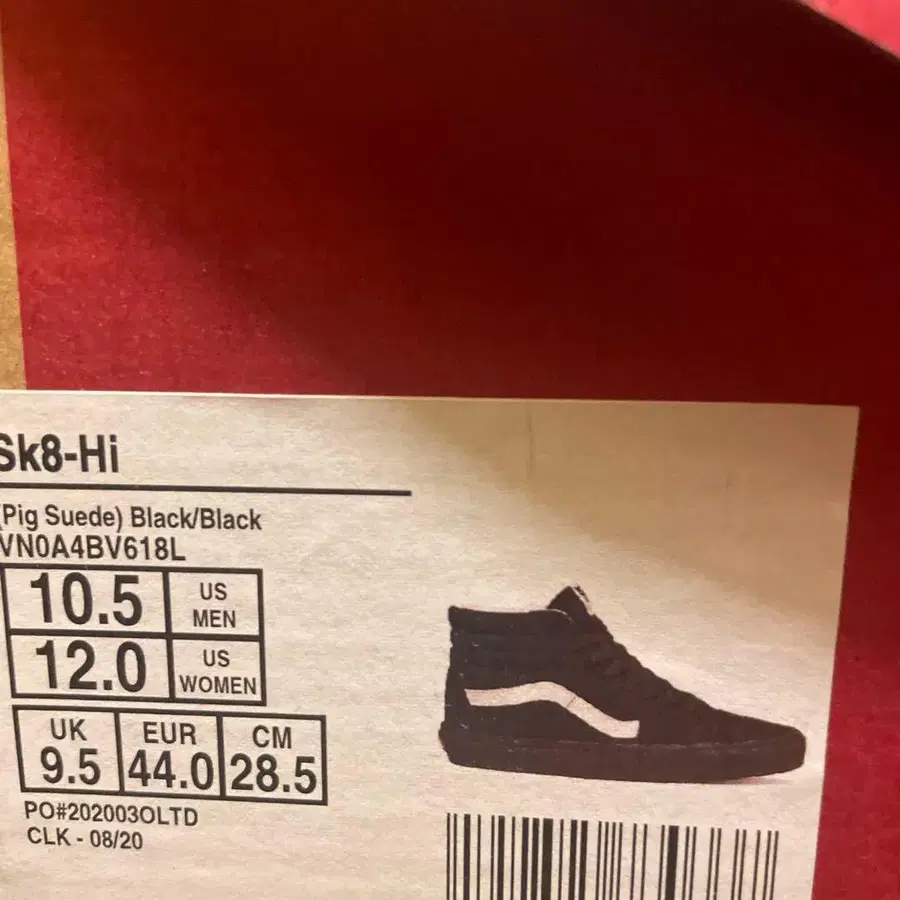 Sk8-Hi
(Pig Suede) Black/Black
VN0A4BV618L
10.5 US MEN
12.0 US WOMEN
UK EUR CM
9.5 44.0 28.5
PO#202003OLTD
CLK - 08/20